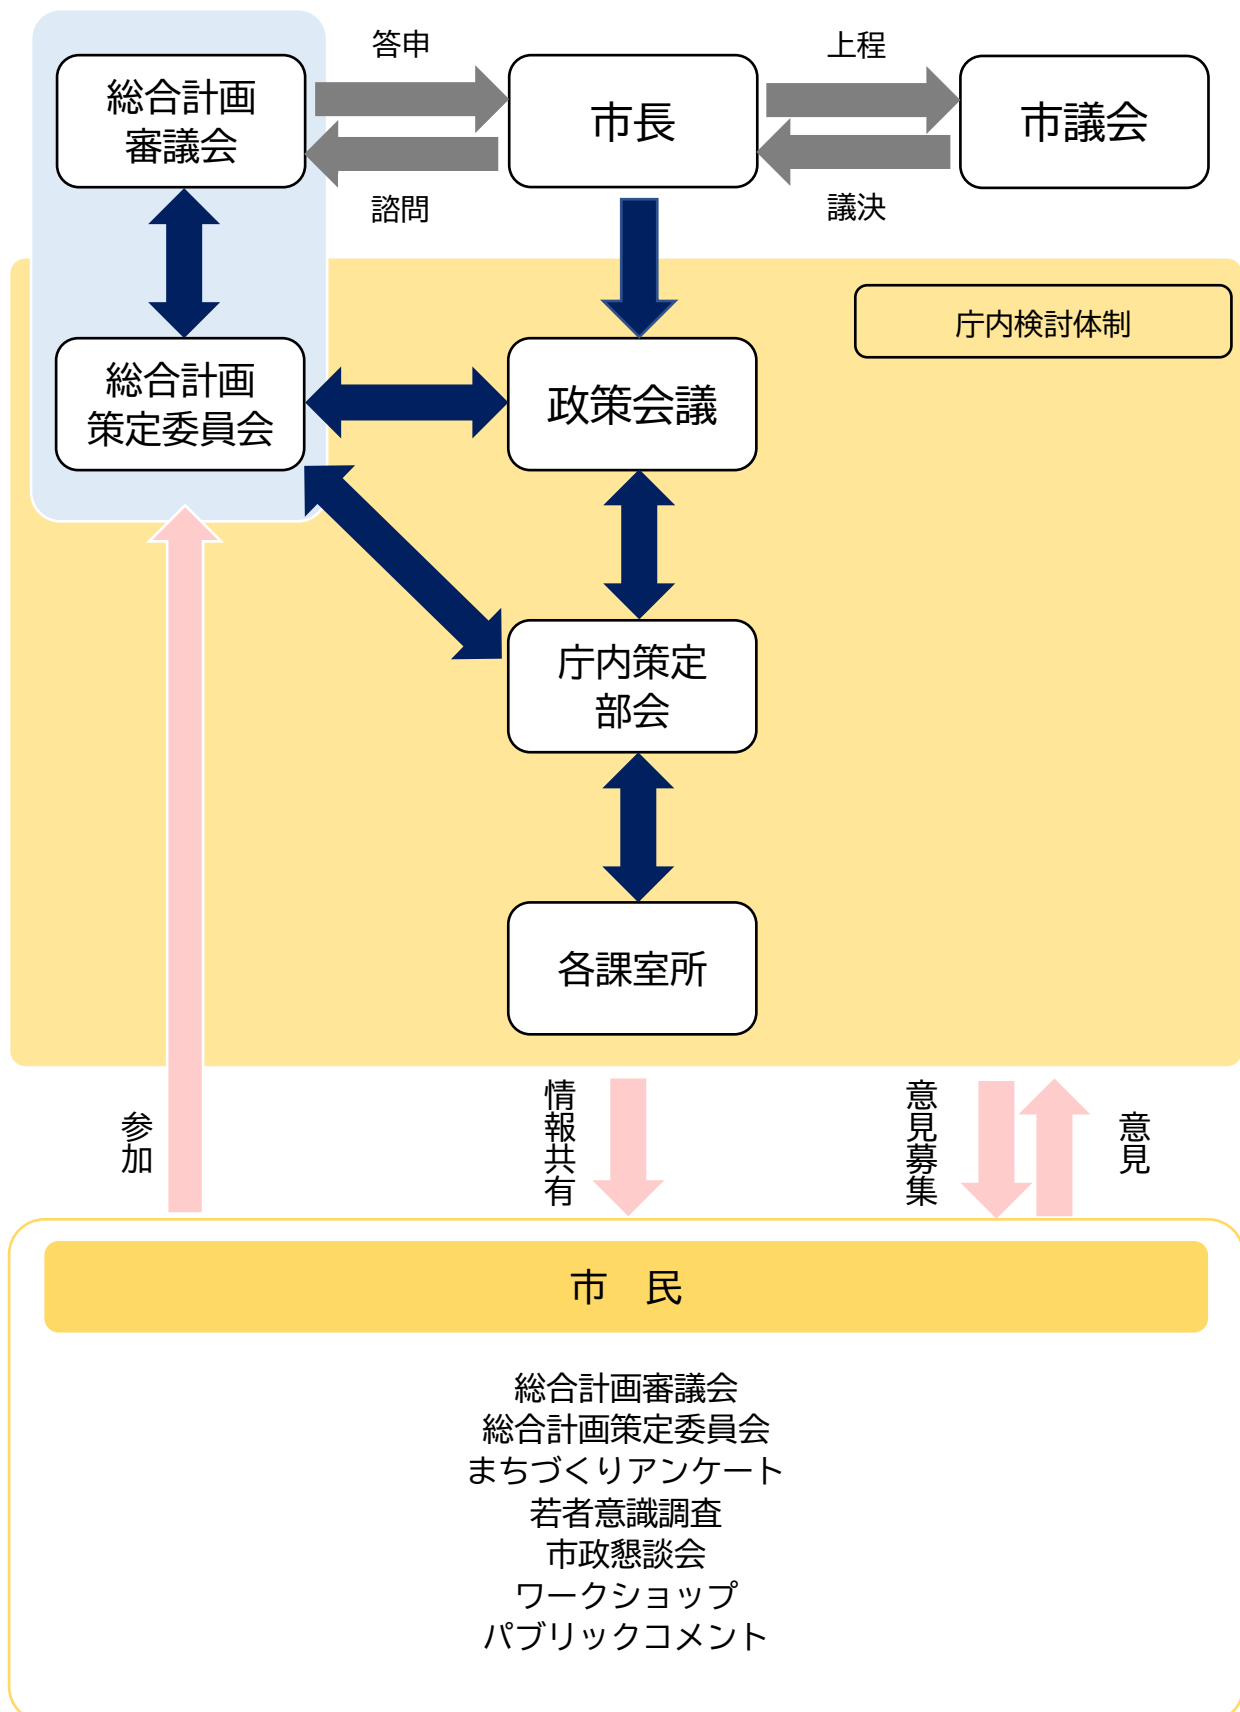 答申
上程
総合計画
審議会
市長
市議会
諮問
議決
庁内検討体制
総合計画
策定委員会
政策会議
庁内策定
部会
各課室所
参加
情報共有
意見募集
意見
市　民
総合計画審議会
総合計画策定委員会
まちづくりアンケート
若者意識調査
市政懇談会
ワークショップ
パブリックコメント